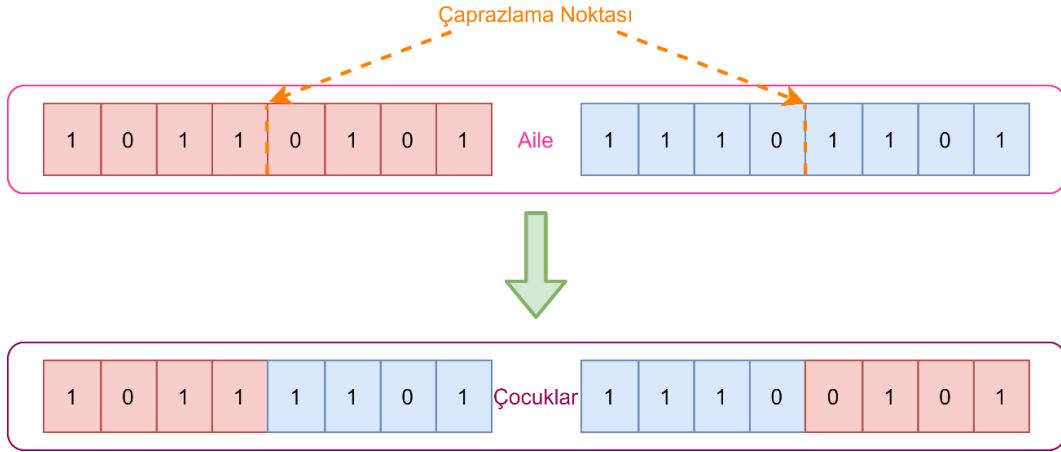 Çaprazlama Noktası
1 0 1 1 0 1 0 1 Aile 1 1 1 0 1 1 0 1
1 0 1 1 1 1 0 1 Çocuklar 1 1 1 0 0 1 0 1